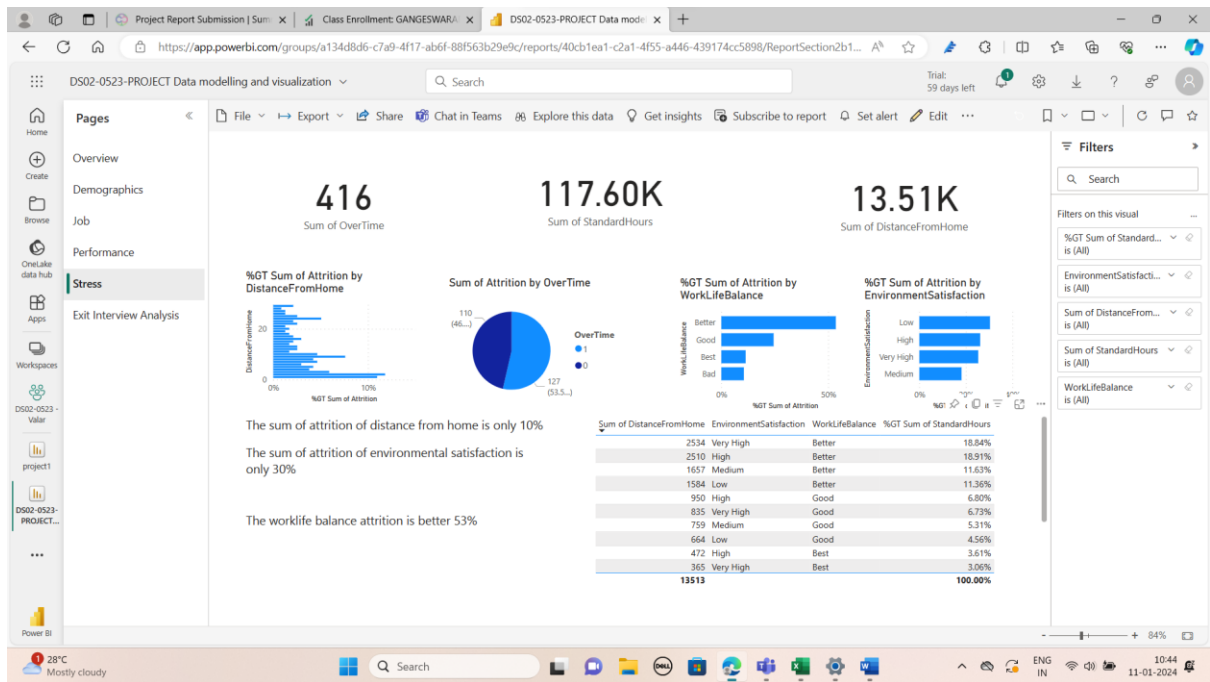 Project Report Submission | Sum
Class Enrollment: GANGESWARA
DS02-0523-PROJECT Data mode
https://app.powerbi.com/groups/a134d8d6-c7a9-4f17-ab6f-88f563b29e9c/reports/40cb1ea1-c2a1-4f55-a446-439174cc5898/ReportSection2b1...
DS02-0523-PROJECT Data modelling and visualization
Search
Trial:
59 days left
1
Home
Create
Browse
OneLake
data hub
Apps
Workspaces
DS02-0523 -
Valar
project1
DS02-0523-
PROJECT...
Power BI
Pages
Overview
Demographics
Job
Performance
Stress
Exit Interview Analysis
File
Export
Share
Chat in Teams
Explore this data
Get insights
Subscribe to report
Set alert
Edit
416
Sum of OverTime
117.60K
Sum of StandardHours
13.51K
Sum of DistanceFromHome
%GT Sum of Attrition by
DistanceFromHome
DistanceFromHome
20
0
0%
10%
%GT Sum of Attrition
Sum of Attrition by OverTime
110
(46....)
127
(53.5...)
OverTime
1
0
%GT Sum of Attrition by
WorkLifeBalance
WorkLifeBalance
Better
Good
Best
Bad
0%
50%
%GT Sum of Attrition
%GT Sum of Attrition by
EnvironmentSatisfaction
EnvironmentSatisfaction
Low
High
Very High
Medium
0%
The sum of attrition of distance from home is only 10%
The sum of attrition of environmental satisfaction is
only 30%
The worklife balance attrition is better 53%
Sum of DistanceFromHome EnvironmentSatisfaction WorkLifeBalance %GT Sum of StandardHours
2534 Very High Better 18.84%
2510 High Better 18.91%
1657 Medium Better 11.63%
1584 Low Better 11.36%
950 High Good 6.80%
835 Very High Good 6.73%
759 Medium Good 5.31%
664 Low Good 4.56%
472 High Best 3.61%
365 Very High Best 3.06%
13513 100.00%
Filters
Search
Filters on this visual
%GT Sum of Standard...
is (All)
EnvironmentSatisfacti...
is (All)
Sum of DistanceFrom...
is (All)
Sum of StandardHours
is (All)
WorkLifeBalance
is (All)
84%
1
28°C
Mostly cloudy
Search
DELL
ENG
IN
10:44
11-01-2024